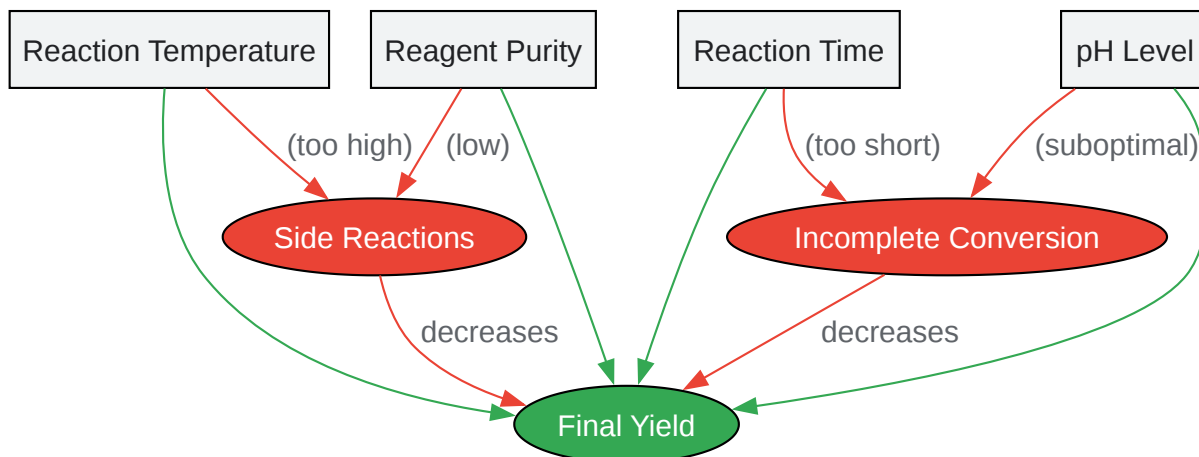 Reaction Temperature
Reagent Purity
Reaction Time
pH Level
(too high)
(low)
(too short)
(suboptimal)
Side Reactions
Incomplete Conversion
decreases
decreases
Final Yield